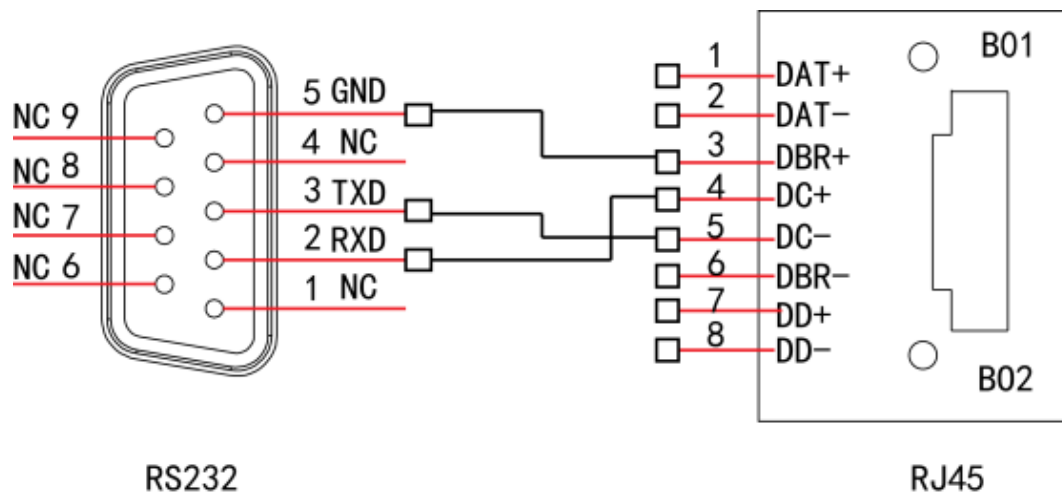 NC 9
NC 8
NC 7
NC 6
5 GND
4 NC
3 TXD
2 RXD
1 NC
1 DAT+
2 DAT-
3 DBR+
4 DC+
5 DC-
6 DBR-
7 DD+
8 DD-
B01
B02
RS232
RJ45